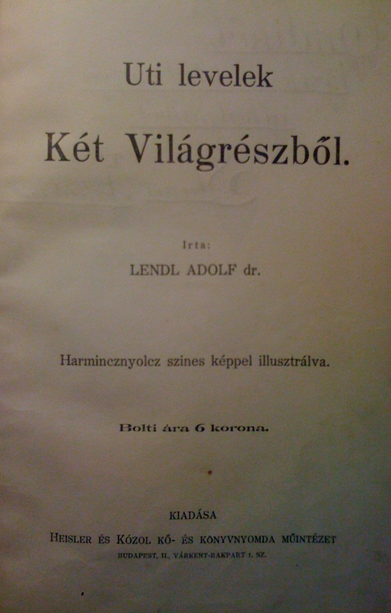 Uti levelek
Két Világrészből.
Irta:
LENDL ADOLF dr.
Harmincznyolcz szines képpel illusztrálva.
Bolti ára 6 korona.
KIADÁSA
HEISLER ÉS KÓZOL KŐ- ÉS KÖNYVNYOMDA MŰINTÉZET
BUDAPEST, II., VÁRKERT-RAKPART 1. SZ.